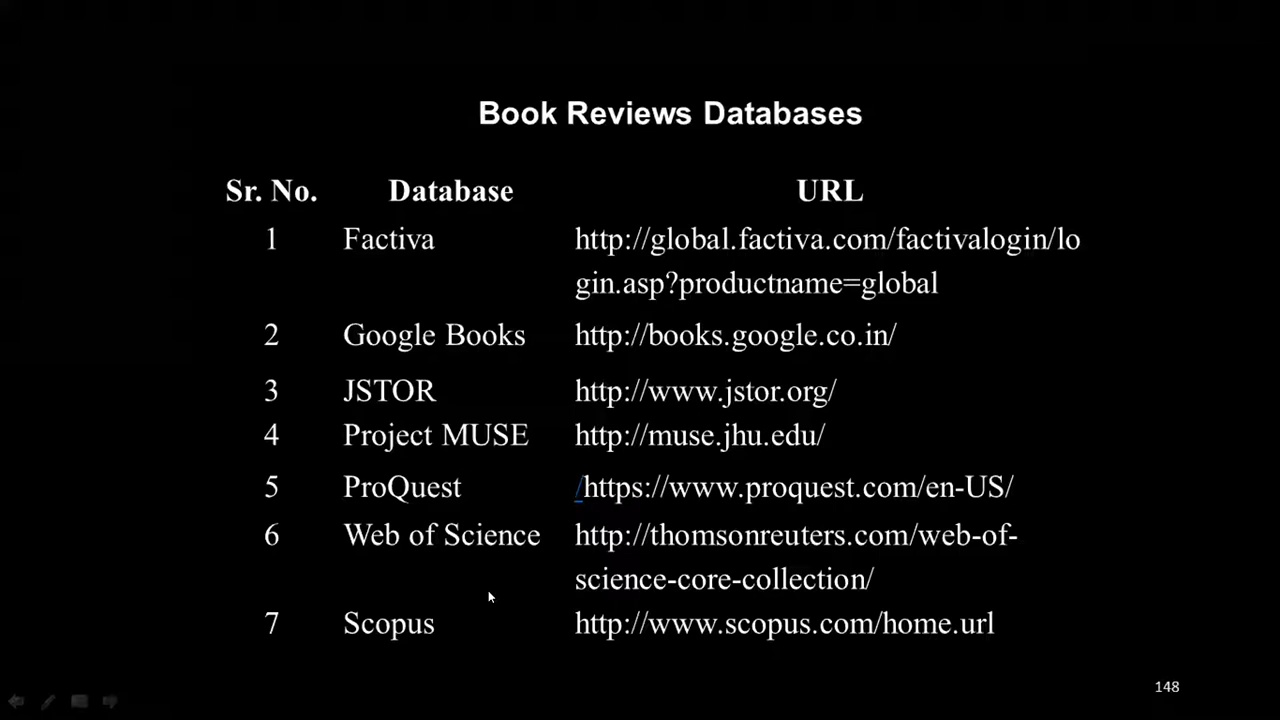 Book Reviews Databases
Sr. No. Database URL
1 Factiva http://global.factiva.com/factivalogin/lo
gin.asp?productname=global
2 Google Books http://books.google.co.in/
3 JSTOR http://www.jstor.org/
4 Project MUSE http://muse.jhu.edu/
5 ProQuest /https://www.proquest.com/en-US/
6 Web of Science http://thomsonreuters.com/web-of-
science-core-collection/
7 Scopus http://www.scopus.com/home.url
148